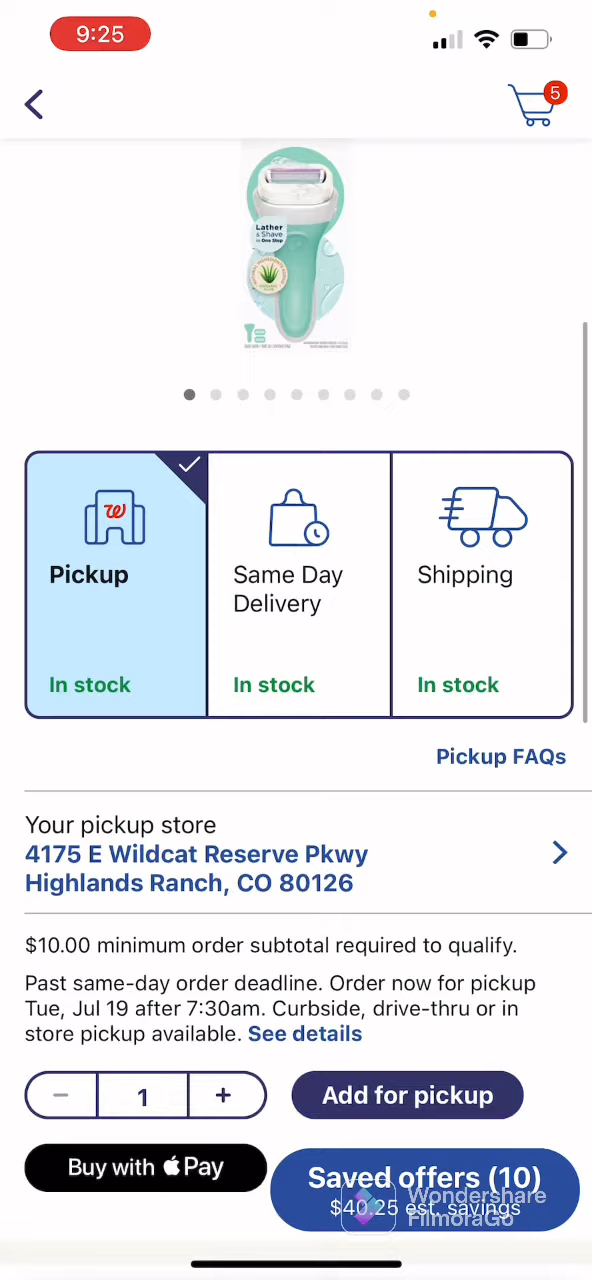 9:25
5
Lather
& Shave
in One Step
Pickup
Same Day
Delivery
Shipping
In stock
In stock
In stock
Pickup FAQs
Your pickup store
4175 E Wildcat Reserve Pkwy
Highlands Ranch, CO 80126
$10.00 minimum order subtotal required to qualify.
Past same-day order deadline. Order now for pickup
Tue, Jul 19 after 7:30am. Curbside, drive-thru or in
store pickup available. See details
1
Add for pickup
Buy with Pay
Saved offers (10)
$40.25 est. savings
Wondershare
FilmoraGo